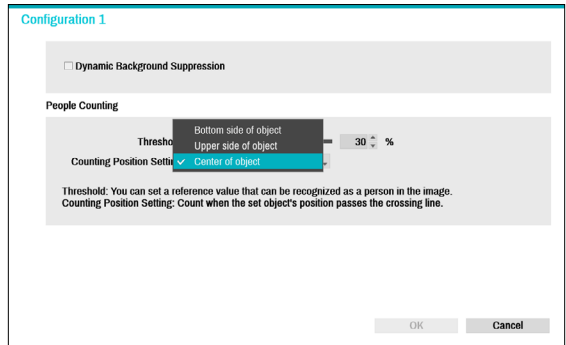 Configuration 1
Dynamic Background Suppression
People Counting
Bottom side of object
Upper side of object
30 %
Center of object
Threshold: You can set a reference value that can be recognized as a person in the image.
Counting Position Setting: Count when the set object's position passes the crossing line.
OK Cancel